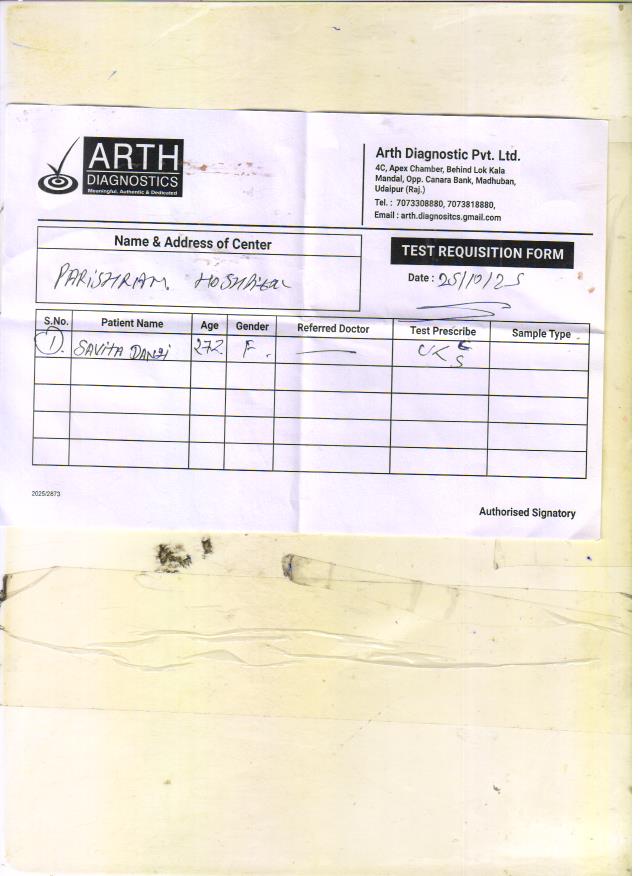 ARTH
DIAGNOSTICS
Meaningful, Authentic & Dedicated
Arth Diagnostic Pvt. Ltd.
4C, Apex Chamber, Behind Lok Kala
Mandal, Opp. Canara Bank, Madhuban,
Udaipur (Raj.)
Tel. : 7073308880, 7073818880,
Email : arth.diagnositcs.gmail.com
Name & Address of Center
TEST REQUISITION FORM
PARISHRAM HOSPITAL
Date : 25/10/25
S.No. Patient Name Age Gender Referred Doctor Test Prescribe Sample Type
1. SAVITA DANGI F.
2025/2873
Authorised Signatory